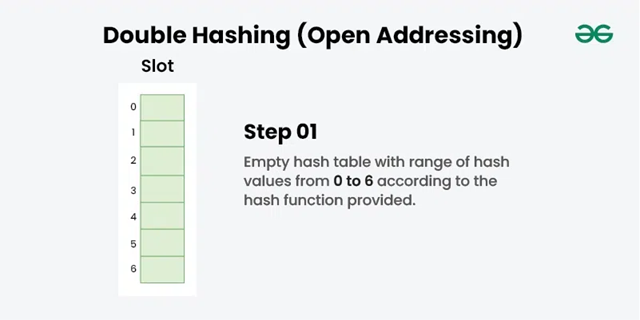 Double Hashing (Open Addressing)
Slot
0
1
2
3
4
5
6
Step 01
Empty hash table with range of hash
values from 0 to 6 according to the
hash function provided.